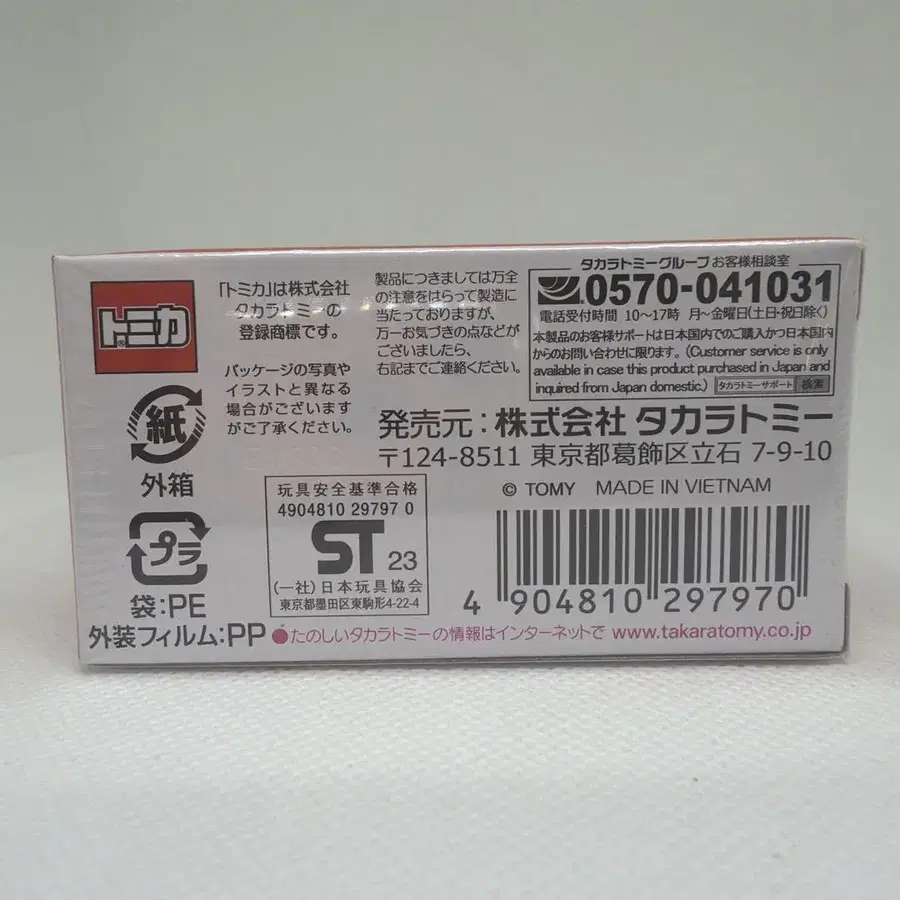 トミカ®
「トミカ」は株式会社
タカラトミーの
登録商標です。
パッケージの写真や
イラストと異なる
場合がございます
がご了承ください。
製品につきましては万全
の注意をはらって製造に
当たっておりますが、
万一お気づきの点などが
ございましたら、
右記までご連絡ください。
タカラトミーグループ お客様相談室
0570-041031
電話受付時間 10〜17時 月〜金曜日(土日・祝日除く)
本製品のお客様サポートは日本国内でのご購入かつ日本国内
からのお問い合わせに限ります。(Customer service is only
available in case this product purchased in Japan and
inquired from Japan domestic.) タカラトミーサポート 検索
発売元:株式会社 タカラトミー
〒124-8511 東京都葛飾区立石 7-9-10
© TOMY MADE IN VIETNAM
紙
外箱
プラ
袋:PE
外装フィルム:PP
玩具安全基準合格
4904810 29797 0
ST 23
(一社)日本玩具協会
東京都墨田区東駒形4-22-4
4 904810 297970
●たのしいタカラトミーの情報はインターネットで www.takaratomy.co.jp